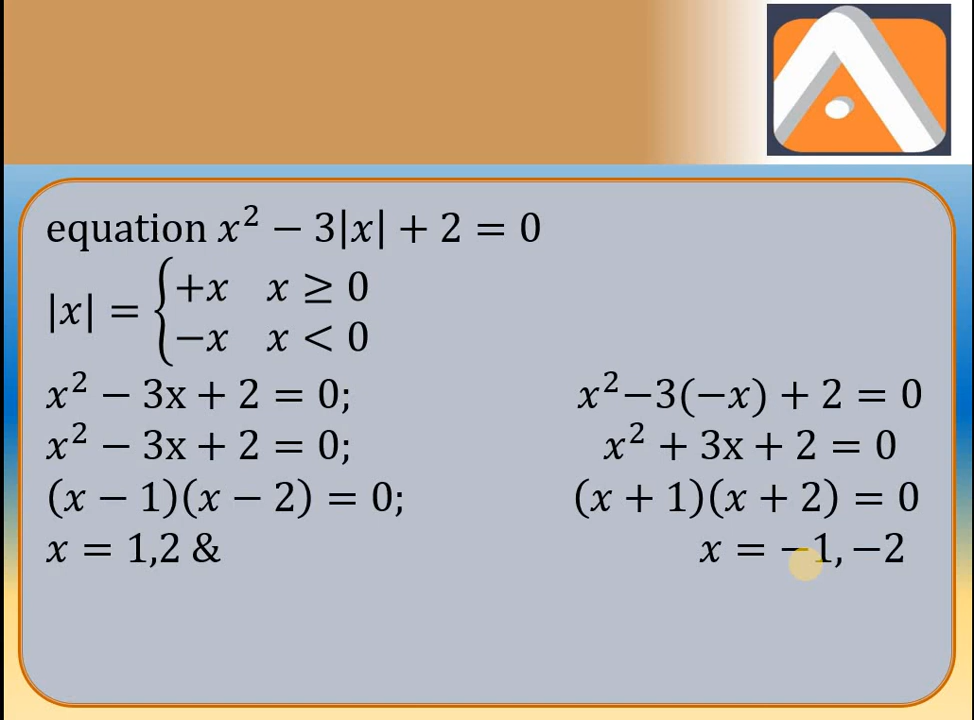 equation x² − 3|x| + 2 = 0
|x| = { +x x ≥ 0
−x x < 0
x² − 3x + 2 = 0; x²−3(−x) + 2 = 0
x² − 3x + 2 = 0; x² + 3x + 2 = 0
(x − 1)(x − 2) = 0; (x + 1)(x + 2) = 0
x = 1,2 & x = −1, −2